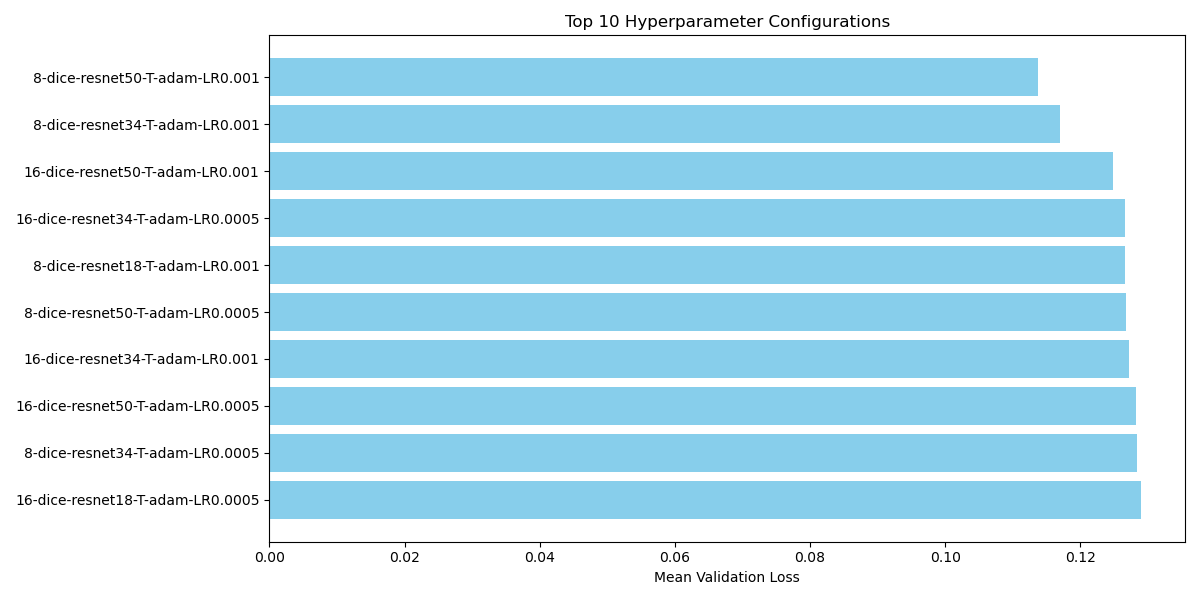 Top 10 Hyperparameter Configurations
8-dice-resnet50-T-adam-LR0.001
8-dice-resnet34-T-adam-LR0.001
16-dice-resnet50-T-adam-LR0.001
16-dice-resnet34-T-adam-LR0.0005
8-dice-resnet18-T-adam-LR0.001
8-dice-resnet50-T-adam-LR0.0005
16-dice-resnet34-T-adam-LR0.001
16-dice-resnet50-T-adam-LR0.0005
8-dice-resnet34-T-adam-LR0.0005
16-dice-resnet18-T-adam-LR0.0005
0.00 0.02 0.04 0.06 0.08 0.10 0.12
Mean Validation Loss